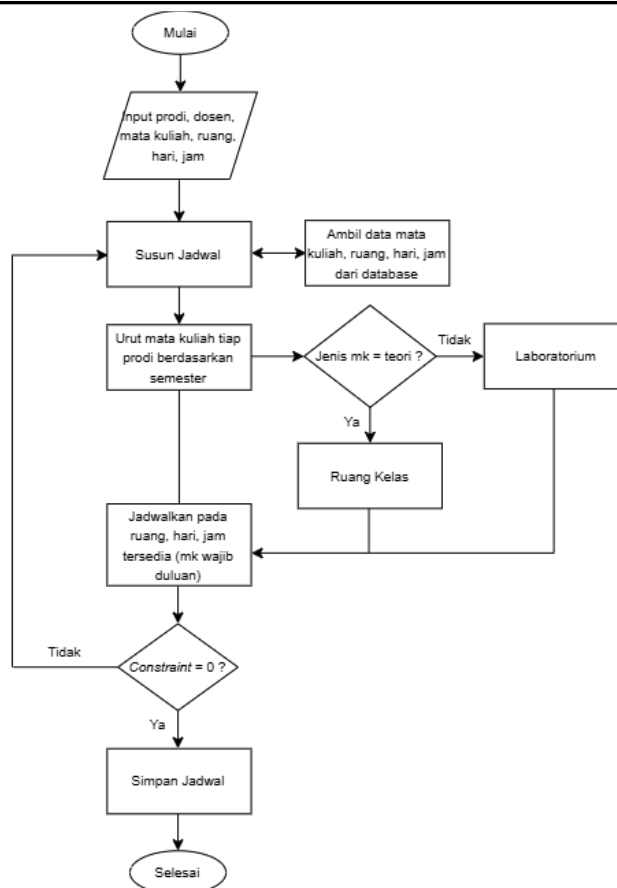 Mulai
Input prodi, dosen,
mata kuliah, ruang,
hari, jam
Susun Jadwal
Ambil data mata
kuliah, ruang, hari, jam
dari database
Urut mata kuliah tiap
prodi berdasarkan
semester
Jenis mk = teori ?
Tidak
Laboratorium
Ya
Ruang Kelas
Jadwalkan pada
ruang, hari, jam
tersedia (mk wajib
duluan)
Tidak
Constraint = 0 ?
Ya
Simpan Jadwal
Selesai